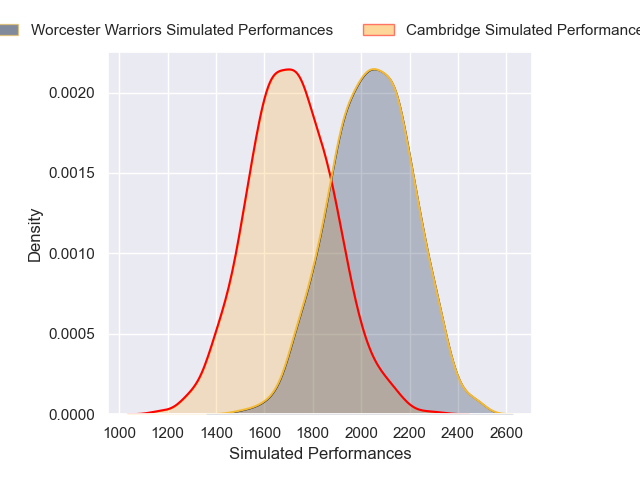 Worcester Warriors Simulated Performances
Cambridge Simulated Performance
0.0020
0.0015
0.0010
0.0005
0.0000
Density
1000 1200 1400 1600 1800 2000 2200 2400 2600
Simulated Performances